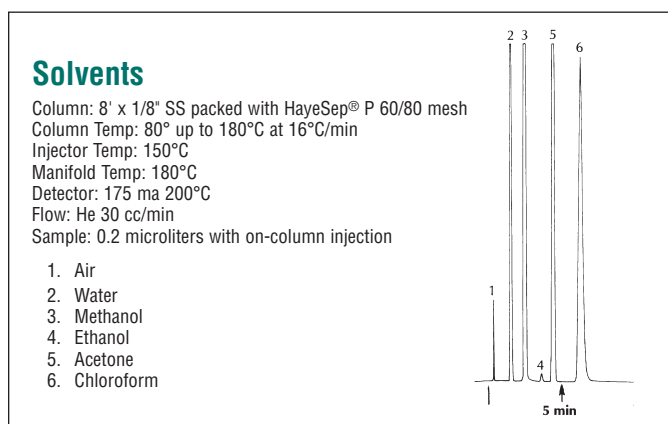 Solvents
Column: 8' x 1/8" SS packed with HayeSep® P 60/80 mesh
Column Temp: 80° up to 180°C at 16°C/min
Injector Temp: 150°C
Manifold Temp: 180°C
Detector: 175 ma 200°C
Flow: He 30 cc/min
Sample: 0.2 microliters with on-column injection
1. Air
2. Water
3. Methanol
4. Ethanol
5. Acetone
6. Chloroform
2 3 5 6
1
4
5 min